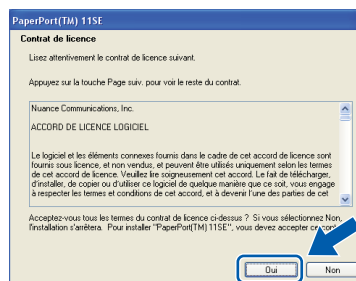 PaperPort(TM) 11SE
Contrat de licence
Lisez attentivement le contrat de licence suivant.
Appuyez sur la touche Page suiv. pour voir le reste du contrat.
Nuance Communications, Inc.
ACCORD DE LICENCE LOGICIEL
Le logiciel et les éléments connexes fournis dans le cadre de cet accord de licence sont
fournis sous licence, et non vendus, et peuvent être utilisés uniquement selon les termes
de cet accord de licence. Veuillez lire soigneusement cet accord. Le fait de télécharger,
d'installer, de copier ou d'utiliser ce logiciel de quelque manière que ce soit, vous engage
à respecter les termes et conditions de cet accord, et à devenir l'une des parties de cet
Acceptez-vous tous les termes du contrat de licence ci-dessus ? Si vous sélectionnez Non,
l'installation s'arrêtera. Pour installer "PaperPort(TM) 11SE", vous devez accepter ce
Oui
Non